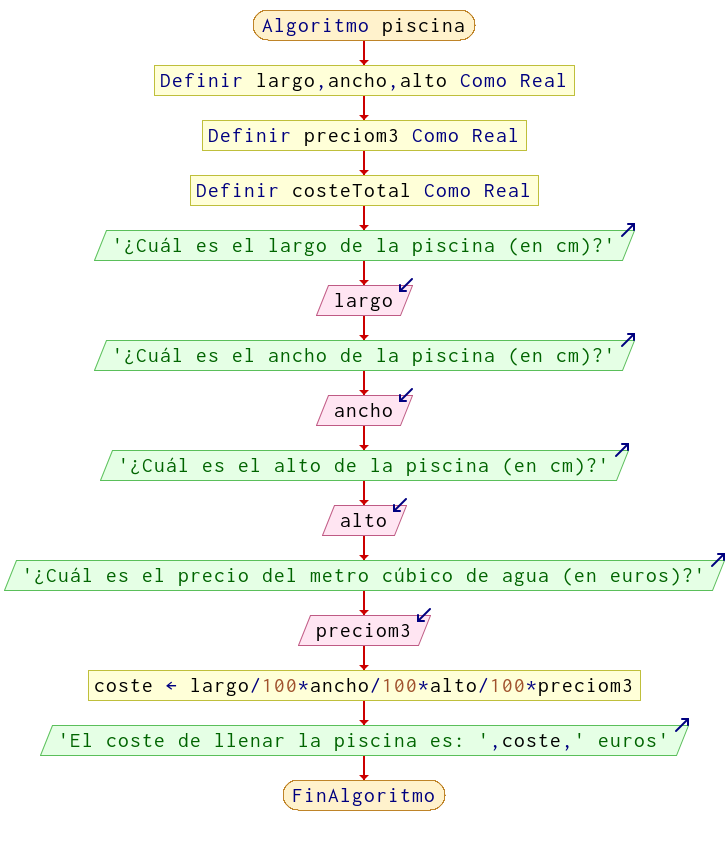 Algoritmo piscina
Definir largo,ancho,alto Como Real
Definir preciom3 Como Real
Definir costeTotal Como Real
'¿Cuál es el largo de la piscina (en cm)?'
largo
'¿Cuál es el ancho de la piscina (en cm)?'
ancho
'¿Cuál es el alto de la piscina (en cm)?'
alto
'¿Cuál es el precio del metro cúbico de agua (en euros)?'
preciom3
coste ← largo/100*ancho/100*alto/100*preciom3
'El coste de llenar la piscina es: ',coste,' euros'
FinAlgoritmo